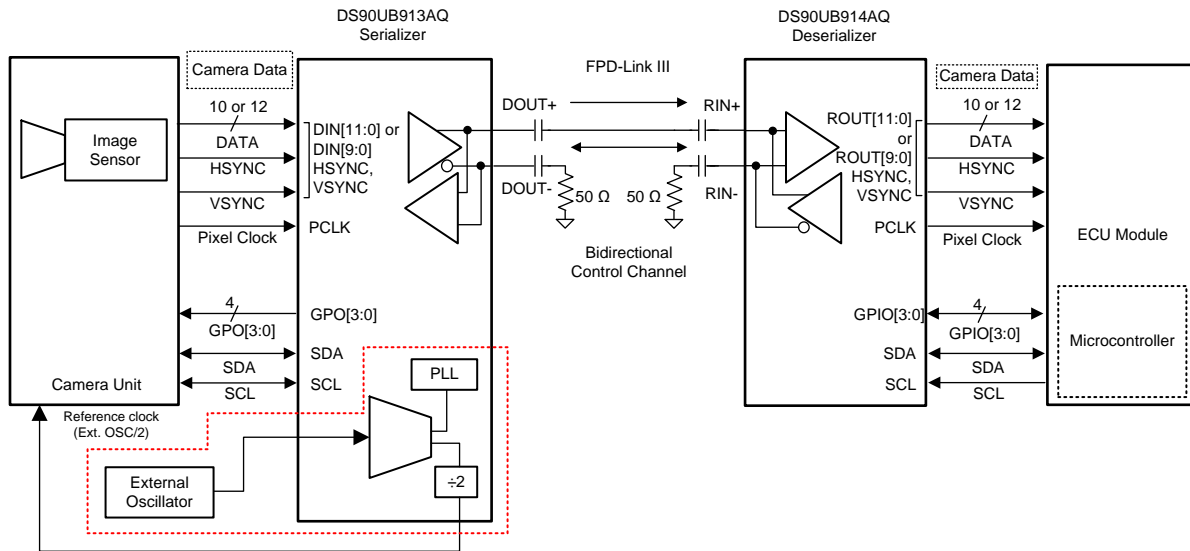 DS90UB913AQ
Serializer
DS90UB914AQ
Deserializer
FPD-Link III
Camera Data
Camera Data
10 or 12
DATA
HSYNC
VSYNC
Pixel Clock
Image
Sensor
DIN[11:0] or
DIN[9:0]
HSYNC,
VSYNC
PCLK
DOUT+
DOUT-
50 Ω
50 Ω
RIN+
RIN-
Bidirectional
Control Channel
ROUT[11:0]
or
ROUT[9:0]
HSYNC,
VSYNC
PCLK
10 or 12
DATA
HSYNC
VSYNC
Pixel Clock
ECU Module
4
GPO[3:0]
GPO[3:0]
SDA
SDA
SCL
SCL
Camera Unit
GPIO[3:0]
4
GPIO[3:0]
SDA
SDA
SCL
SCL
Microcontroller
Reference clock
(Ext. OSC/2)
PLL
÷2
External
Oscillator